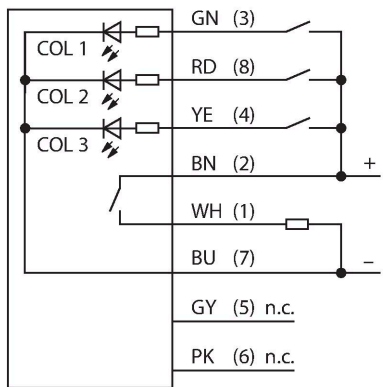 GN (3)
COL 1
RD (8)
COL 2
YE (4)
COL 3
BN (2)
+
WH (1)
BU (7)
–
GY (5) n.c.
PK (6) n.c.